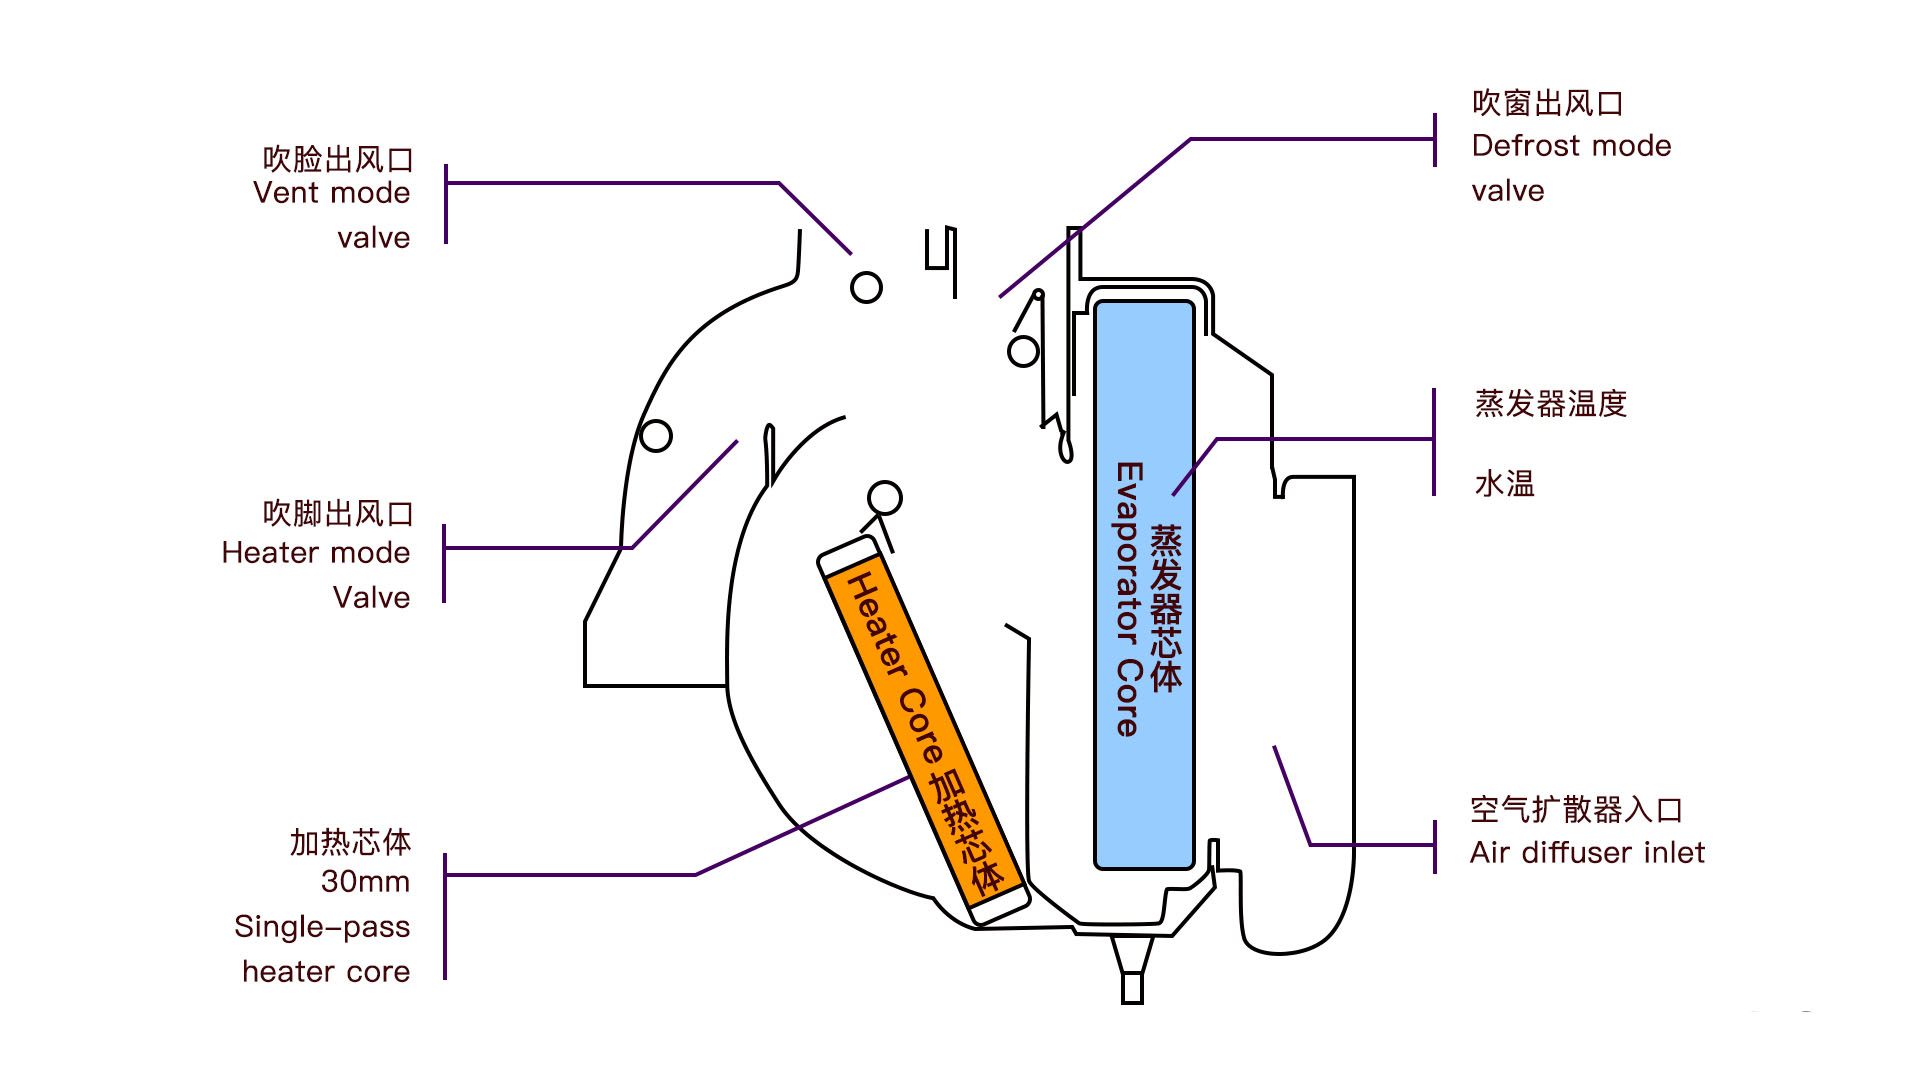 吹脸出风口
Vent mode
valve
吹脚出风口
Heater mode
Valve
加热芯体
30mm
Single-pass
heater core
Heater Core 加热芯体
蒸发器芯体
Evaporator Core
吹窗出风口
Defrost mode
valve
蒸发器温度
水温
空气扩散器入口
Air diffuser inlet